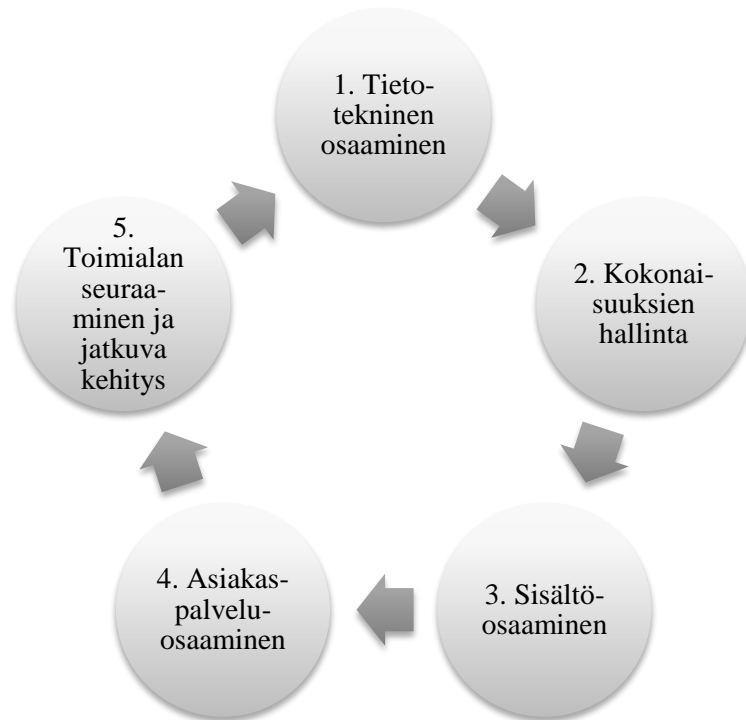 1. Tieto-
tekninen
osaaminen
2. Kokonai-
suuksien
hallinta
3. Sisältö-
osaaminen
4. Asiakas-
palvelu-
osaaminen
5.
Toimialan
seuraa-
minen ja
jatkuva
kehitys